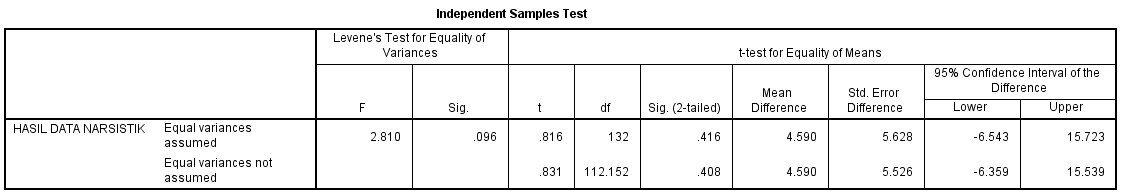 Independent Samples Test
Levene's Test for Equality of
Variances
t-test for Equality of Means
95% Confidence Interval of the
Difference
F Sig. t df Sig. (2-tailed) Mean
Difference Std. Error
Difference Lower Upper
HASIL DATA NARSISTIK Equal variances
assumed 2.810 .096 .816 132 .416 4.590 5.628 -6.543 15.723
Equal variances not
assumed .831 112.152 .408 4.590 5.526 -6.359 15.539